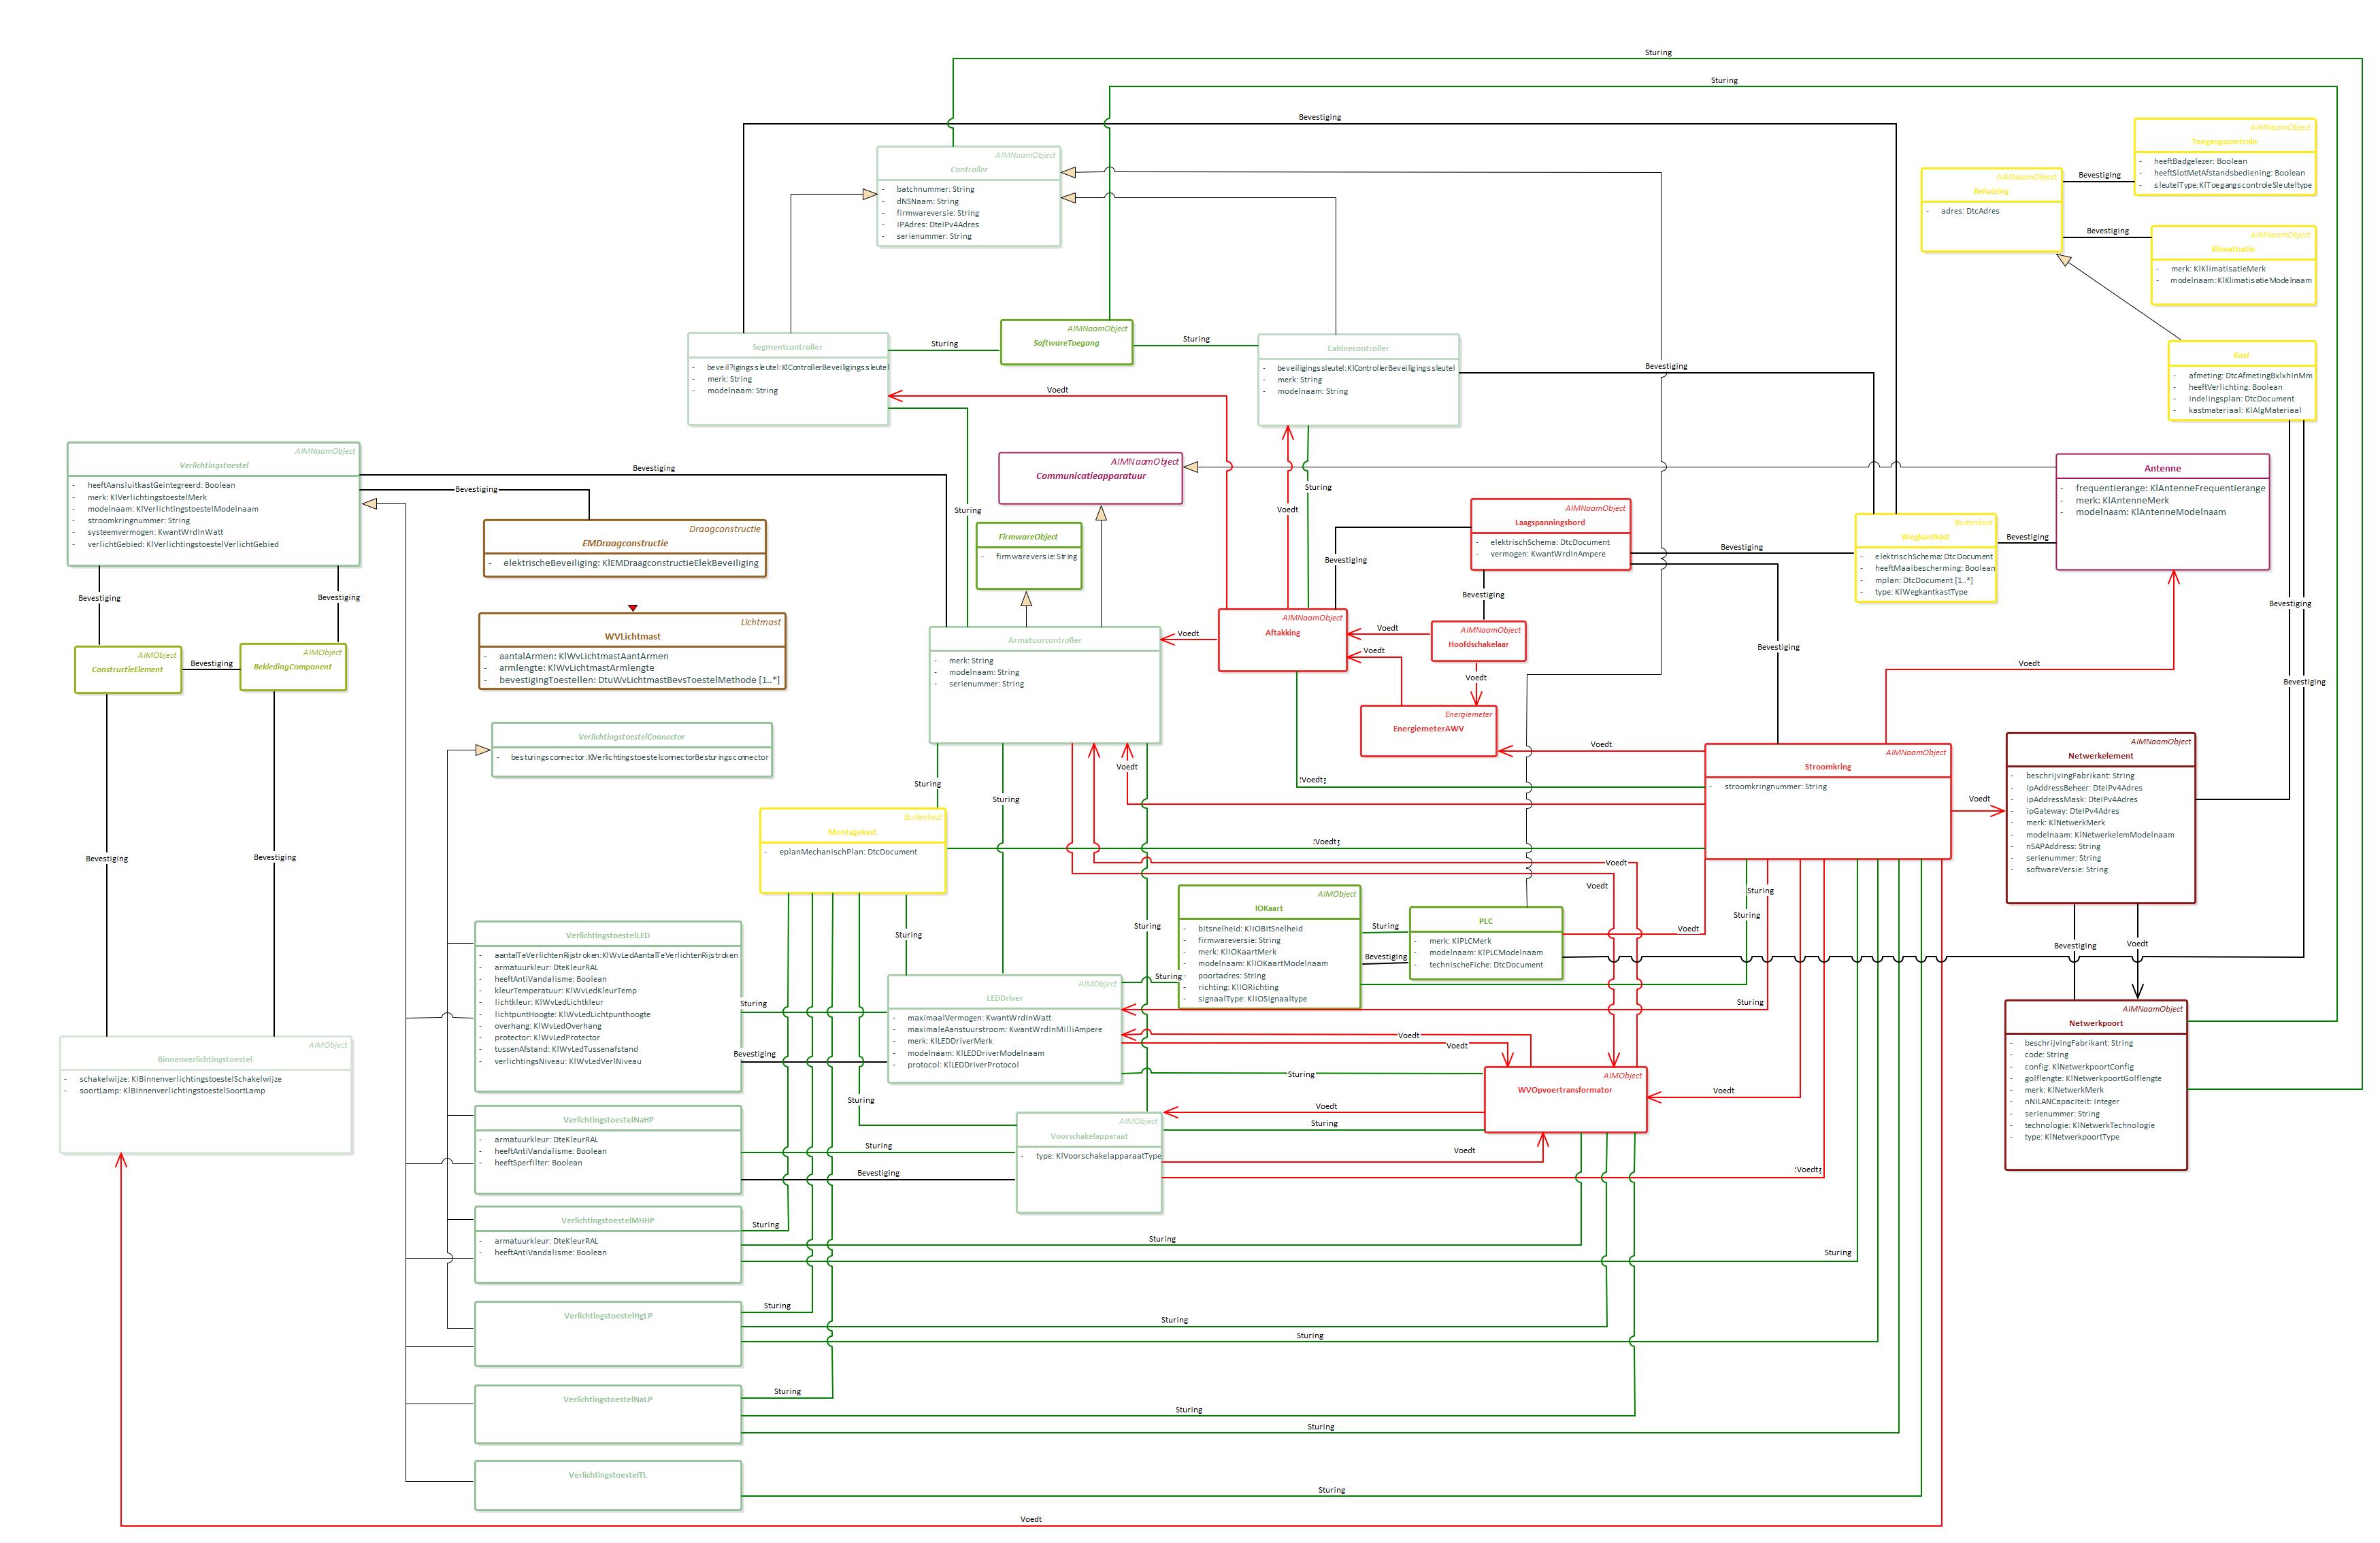 Sturing
Sturing
Bevestiging
AIMNaamObject
Controller
- batchnummer: String
- dNSNaam: String
- firmwareversie: String
- iPAdres: DteIPv4Adres
- serienummer: String
AIMNaamObject
Toegangscontrole
- heeftBadgelezer: Boolean
- heeftSlotMetAfstandsbediening: Boolean
- sleutelType: KlToegangscontroleSleuteltype
AIMNaamObject
Behuizing
- adres: DtcAdres
Bevestiging
Bevestiging
AIMNaamObject
Klimatisatie
- merk: KlKlimatisatieMerk
- modelnaam: KlKlimatisatieModelnaam
Segmentcontroller
- beveil?igingssleutel: KlControllerBeveiligingssleutel
- merk: String
- modelnaam: String
Sturing
AIMNaamObject
SoftwareToegang
Sturing
Cabinecontroller
- beveiligingssleutel: KlControllerBeveiligingssleutel
- merk: String
- modelnaam: String
Bevestiging
Kast
- afmeting: DtcAfmetingBxlxhInMm
- heeftVerlichting: Boolean
- indelingsplan: DtcDocument
- kastmateriaal: KlAlgMateriaal
Voedt
AIMNaamObject
Verlichtingstoestel
- heeftAansluitkastGeintegreerd: Boolean
- merk: KlVerlichtingstoestelMerk
- modelnaam: KlVerlichtingstoestelModelnaam
- stroomkringnummer: String
- systeemvermogen: KwantWrdInWatt
- verlichtGebied: KlVerlichtingstoestelVerlichtGebied
Bevestiging
Bevestiging
AIMNaamObject
Communicatieapparatuur
Antenne
- frequentierange: KlAntenneFrequentierange
- merk: KlAntenneMerk
- modelnaam: KlAntenneModelnaam
Sturing
Sturing
Voedt
Draagconstructie
EMDraagconstructie
- elektrischeBeveiliging: KlEMDraagconstructieElekBeveiliging
FirmwareObject
- firmwareversie: String
AIMNaamObject
Laagspanningsbord
- elektrischSchema: DtcDocument
- vermogen: KwantWrdInAmpere
Bevestiging
Buitenkast
Wegkantkast
- elektrischSchema: DtcDocument
- heeftMaaibescherming: Boolean
- mplan: DtcDocument [1..*]
- type: KlWegkantkastType
Bevestiging
Bevestiging
Bevestiging
Bevestiging
Bevestiging
Bevestiging
Lichtmast
WVLichtmast
- aantalArmen: KlWvLichtmastAantArmen
- armlengte: KlWvLichtmastArmlengte
- bevestigingToestellen: DtuWvLichtmastBevsToestelMethode [1..*]
Armatuurcontroller
- merk: String
- modelnaam: String
- serienummer: String
Voedt
AIMNaamObject
Aftakking
Voedt
Voedt
AIMNaamObject
Hoofdschakelaar
Voedt
Bevestiging
AIMObject
ConstructieElement
Bevestiging
AIMObject
BekledingComponent
Voedt
Bevestiging
Energiemeter
EnergiemeterAWV
Voedt
AIMNaamObject
Stroomkring
- stroomkringnummer: String
AIMNaamObject
Netwerkelement
- beschrijvingFabrikant: String
- ipAddressBeheer: DteIPv4Adres
- ipAddressMask: DteIPv4Adres
- ipGateway: DteIPv4Adres
- merk: KlNetwerkMerk
- modelnaam: KlNetwerkelemModelnaam
- nSAPAddress: String
- serienummer: String
- softwareVersie: String
VerlichtingstoestelConnector
- besturingsconnector: KlVerlichtingstoestelconnectorBesturingsconnector
Sturing
Sturing
Voedt
Voedt
Buitenkast
Montagekast
- eplanMechanischPlan: DtcDocument
Bevestiging
Bevestiging
Voedt
Voedt
AIMObject
IOKaart
- bitsnelheid: KlIOBitSnelheid
- firmwareversie: String
- merk: KlIOKaartMerk
- modelnaam: KlIOKaartModelnaam
- poortadres: String
- richting: KlIORichting
- signaalType: KlIOSignaaltype
Sturing
Bevestiging
PLC
- merk: KlPLCMerk
- modelnaam: KlPLCModelnaam
- technischeFiche: DtcDocument
Voedt
Sturing
Sturing
Sturing
Sturing
Sturing
Sturing
Bevestiging
Voedt
VerlichtingstoestelLED
- aantalTeVerlichtenRijstroken: KlWvLedAantalTeVerlichtenRijstroken
- armatuurkleur: DteKleurRAL
- heeftAntiVandalisme: Boolean
- kleurTemperatuur: KlWvLedKleurTemp
- lichtkleur: KlWvLedLichtkleur
- lichtpuntHoogte: KlWvLedLichtpunthoogte
- overhang: KlWvLedOverhang
- protector: KlWvLedProtector
- tussenAfstand: KlWvLedTussenafstand
- verlichtingsNiveau: KlWvLedVerlNiveau
Sturing
Bevestiging
AIMObject
LEDDriver
- maximaalVermogen: KwantWrdInWatt
- maximaleAanstuurstroom: KwantWrdInMilliAmpere
- merk: KlLEDDriverMerk
- modelnaam: KlLEDDriverModelnaam
- protocol: KlLEDDriverProtocol
Voedt
Voedt
Sturing
AIMNaamObject
Netwerkpoort
- beschrijvingFabrikant: String
- code: String
- config: KlNetwerkpoortConfig
- golflengte: KlNetwerkpoortGolflengte
- merk: KlNetwerkMerk
- nNILANCapaciteit: Integer
- serienummer: String
- technologie: KlNetwerkTechnologie
- type: KlNetwerkpoortType
AIMObject
Binnenverlichtingstoestel
- schakelwijze: KlBinnenverlichtingstoestelSchakelwijze
- soortLamp: KlBinnenverlichtingstoestelSoortLamp
AIMObject
WVOpvoertransformator
Voedt
Voedt
Sturing
Sturing
AIMObject
Voorschakelapparaat
- type: KlVoorschakelapparaatType
Voedt
VerlichtingstoestelNaHP
- armatuurkleur: DteKleurRAL
- heeftAntiVandalisme: Boolean
- heeftSperfilter: Boolean
Sturing
Bevestiging
VerlichtingstoestelMHHP
- armatuurkleur: DteKleurRAL
- heeftAntiVandalisme: Boolean
Sturing
Sturing
Sturing
VerlichtingstoestelHgLP
Sturing
Sturing
Sturing
VerlichtingstoestelNaLP
Sturing
Sturing
Sturing
VerlichtingstoestelTL
Sturing
Voedt